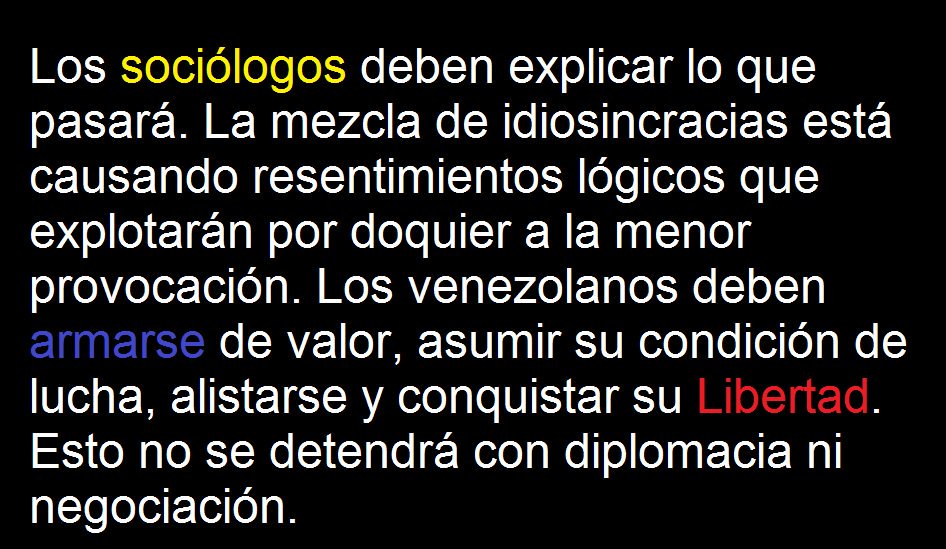 Los sociólogos deben explicar lo que
pasará. La mezcla de idiosincracias está
causando resentimientos lógicos que
explotarán por doquier a la menor
provocación. Los venezolanos deben
armarse de valor, asumir su condición de
lucha, alistarse y conquistar su Libertad.
Esto no se detendrá con diplomacia ni
negociación.